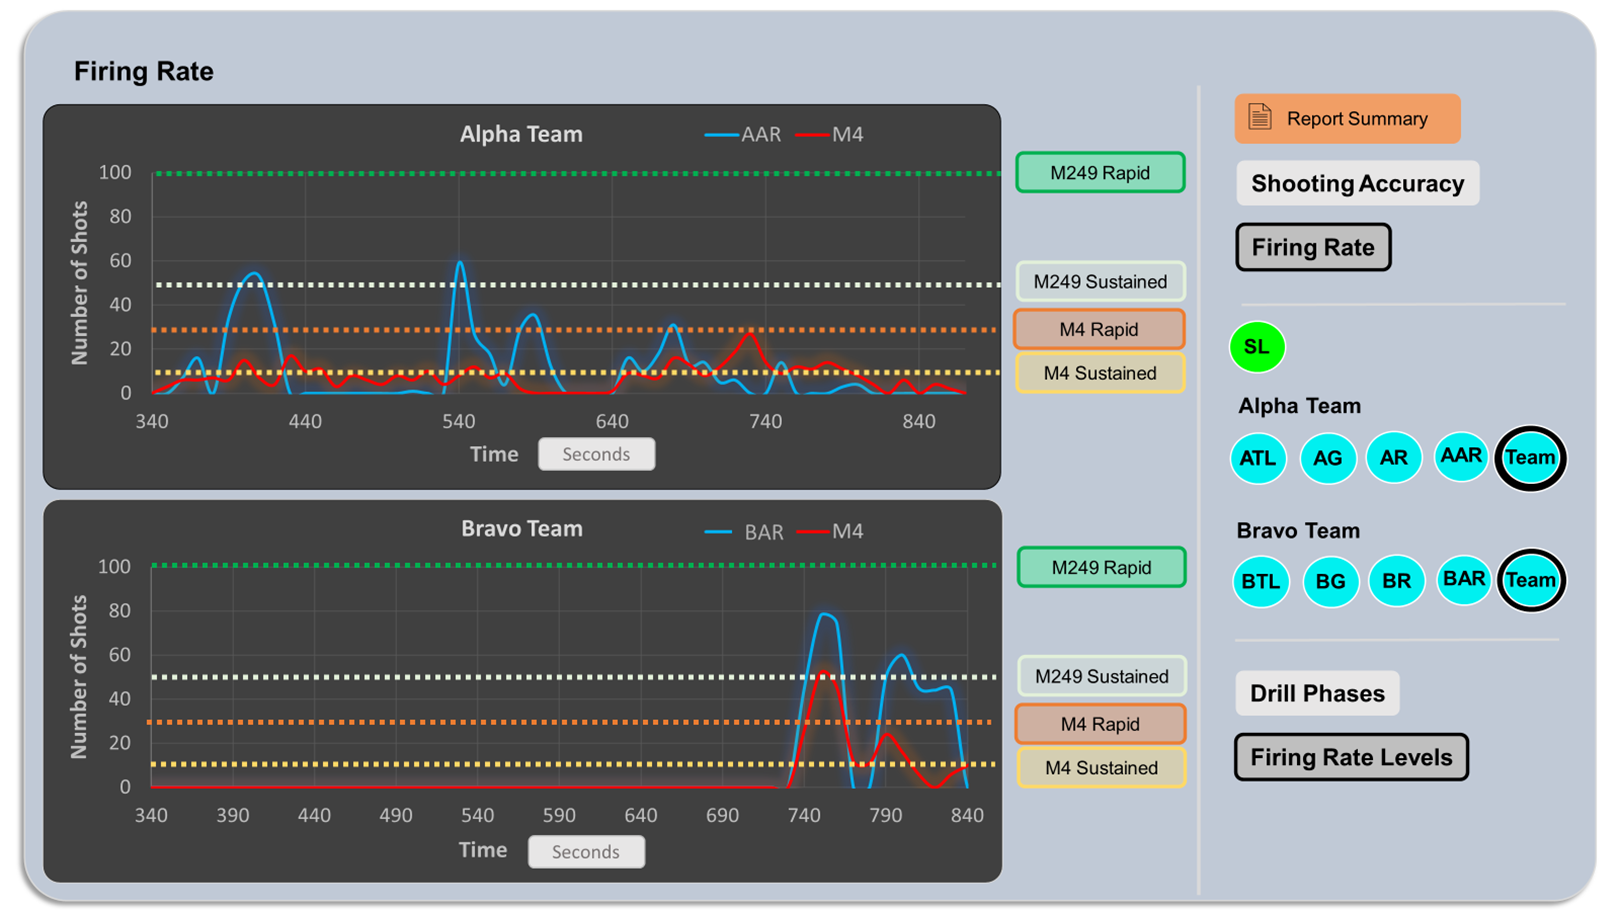 Firing Rate
Alpha Team
AAR
M4
100
80
60
40
20
0
Number of Shots
340 440 540 640 740 840
Time
Seconds
M249 Rapid
M249 Sustained
M4 Rapid
M4 Sustained
Bravo Team
BAR
M4
100
80
60
40
20
0
Number of Shots
340 390 440 490 540 590 640 690 740 790 840
Time
Seconds
M249 Rapid
M249 Sustained
M4 Rapid
M4 Sustained
Report Summary
Shooting Accuracy
Firing Rate
SL
Alpha Team
ATL AG AR AAR Team
Bravo Team
BTL BG BR BAR Team
Drill Phases
Firing Rate Levels